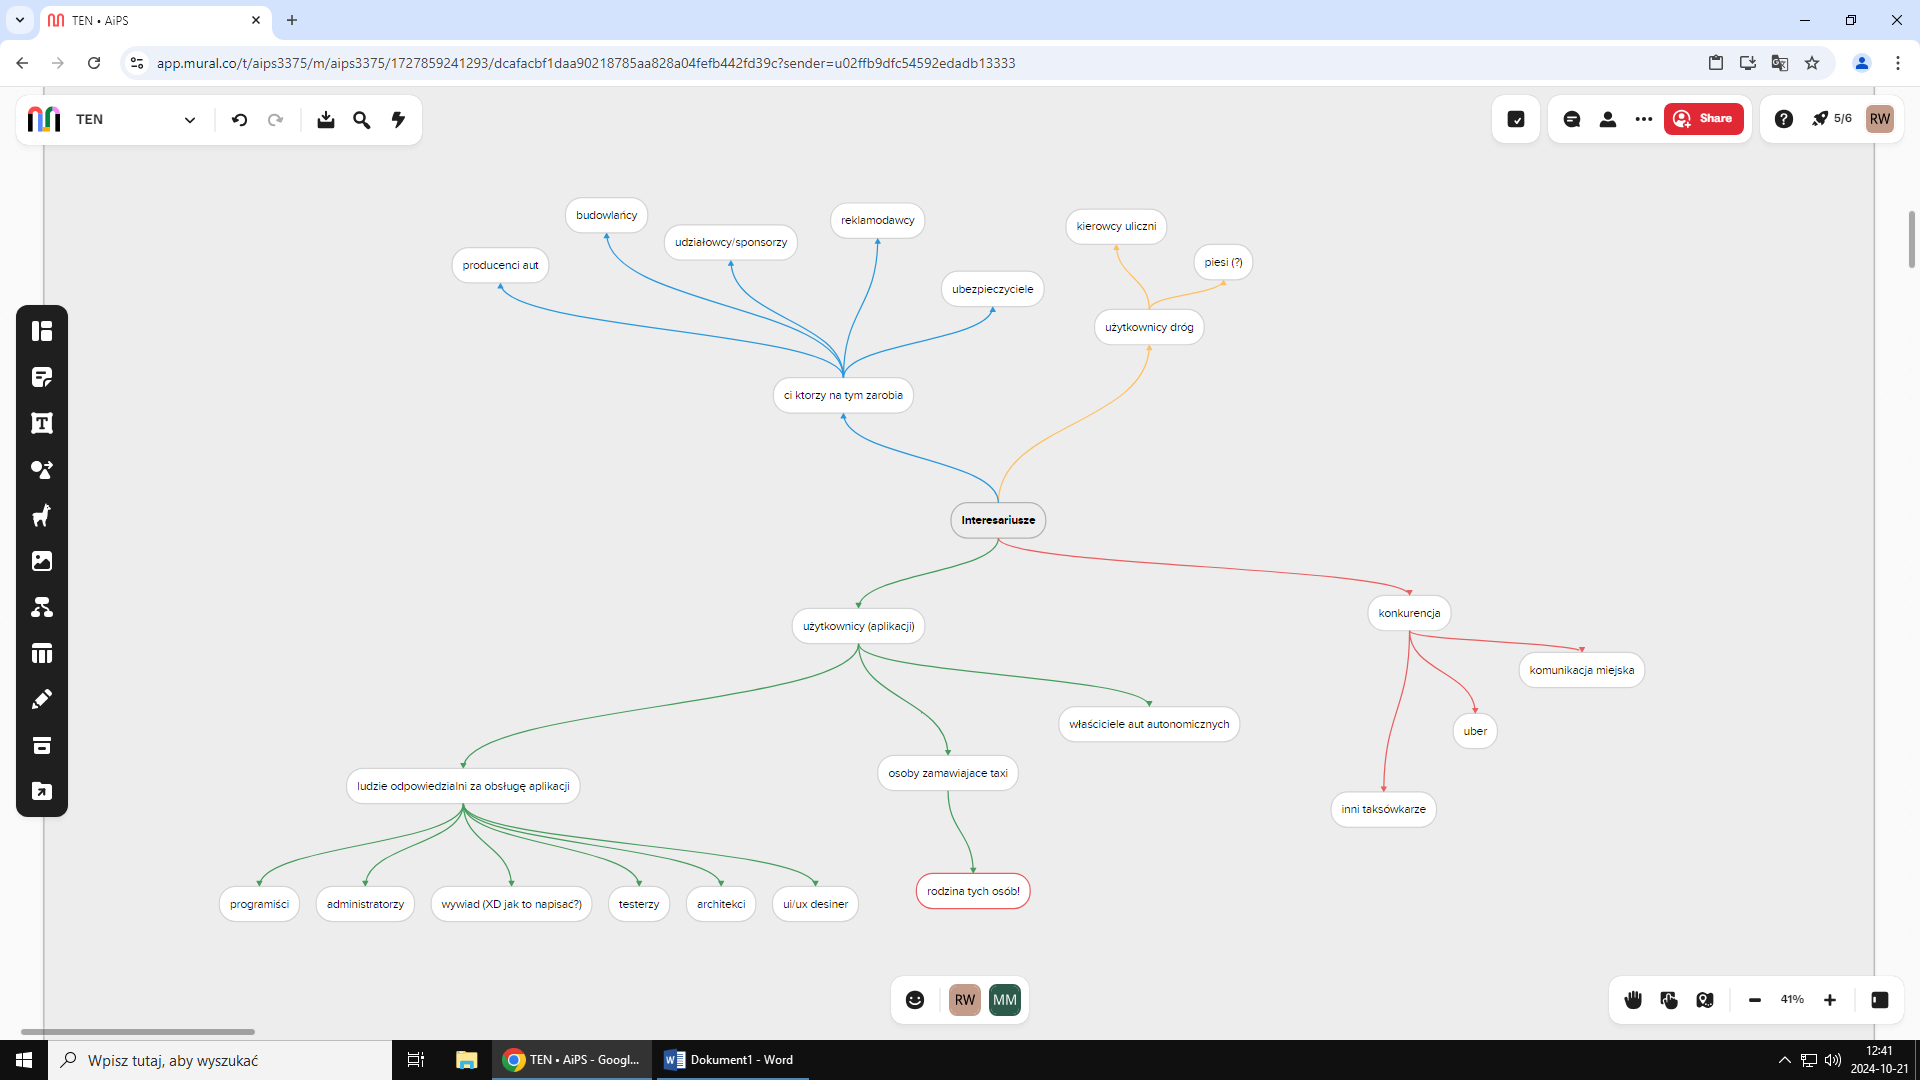 TEN • AiPS
app.mural.co/t/aips3375/m/aips3375/1727859241293/dcafacbf1daa90218785aa828a04fefb442fd39c?sender=u02ffb9dfc54592edadb13333
TEN
Share
5/6
RW
budowlańcy
reklamodawcy
kierowcy uliczni
udziałowcy/sponsorzy
producenci aut
piesi (?)
ubezpieczyciele
użytkownicy dróg
ci ktorzy na tym zarobia
Interesariusze
użytkownicy (aplikacji)
konkurencja
komunikacja miejska
właściciele aut autonomicznych
uber
osoby zamawiajace taxi
ludzie odpowiedzialni za obsługę aplikacji
inni taksówkarze
rodzina tych osób!
programiści
administratorzy
wywiad (XD jak to napisać?)
testerzy
architekci
ui/ux desiner
RW
MM
41%
Wpisz tutaj, aby wyszukać
TEN • AiPS - Googl...
Dokument1 - Word
12:41
2024-10-21